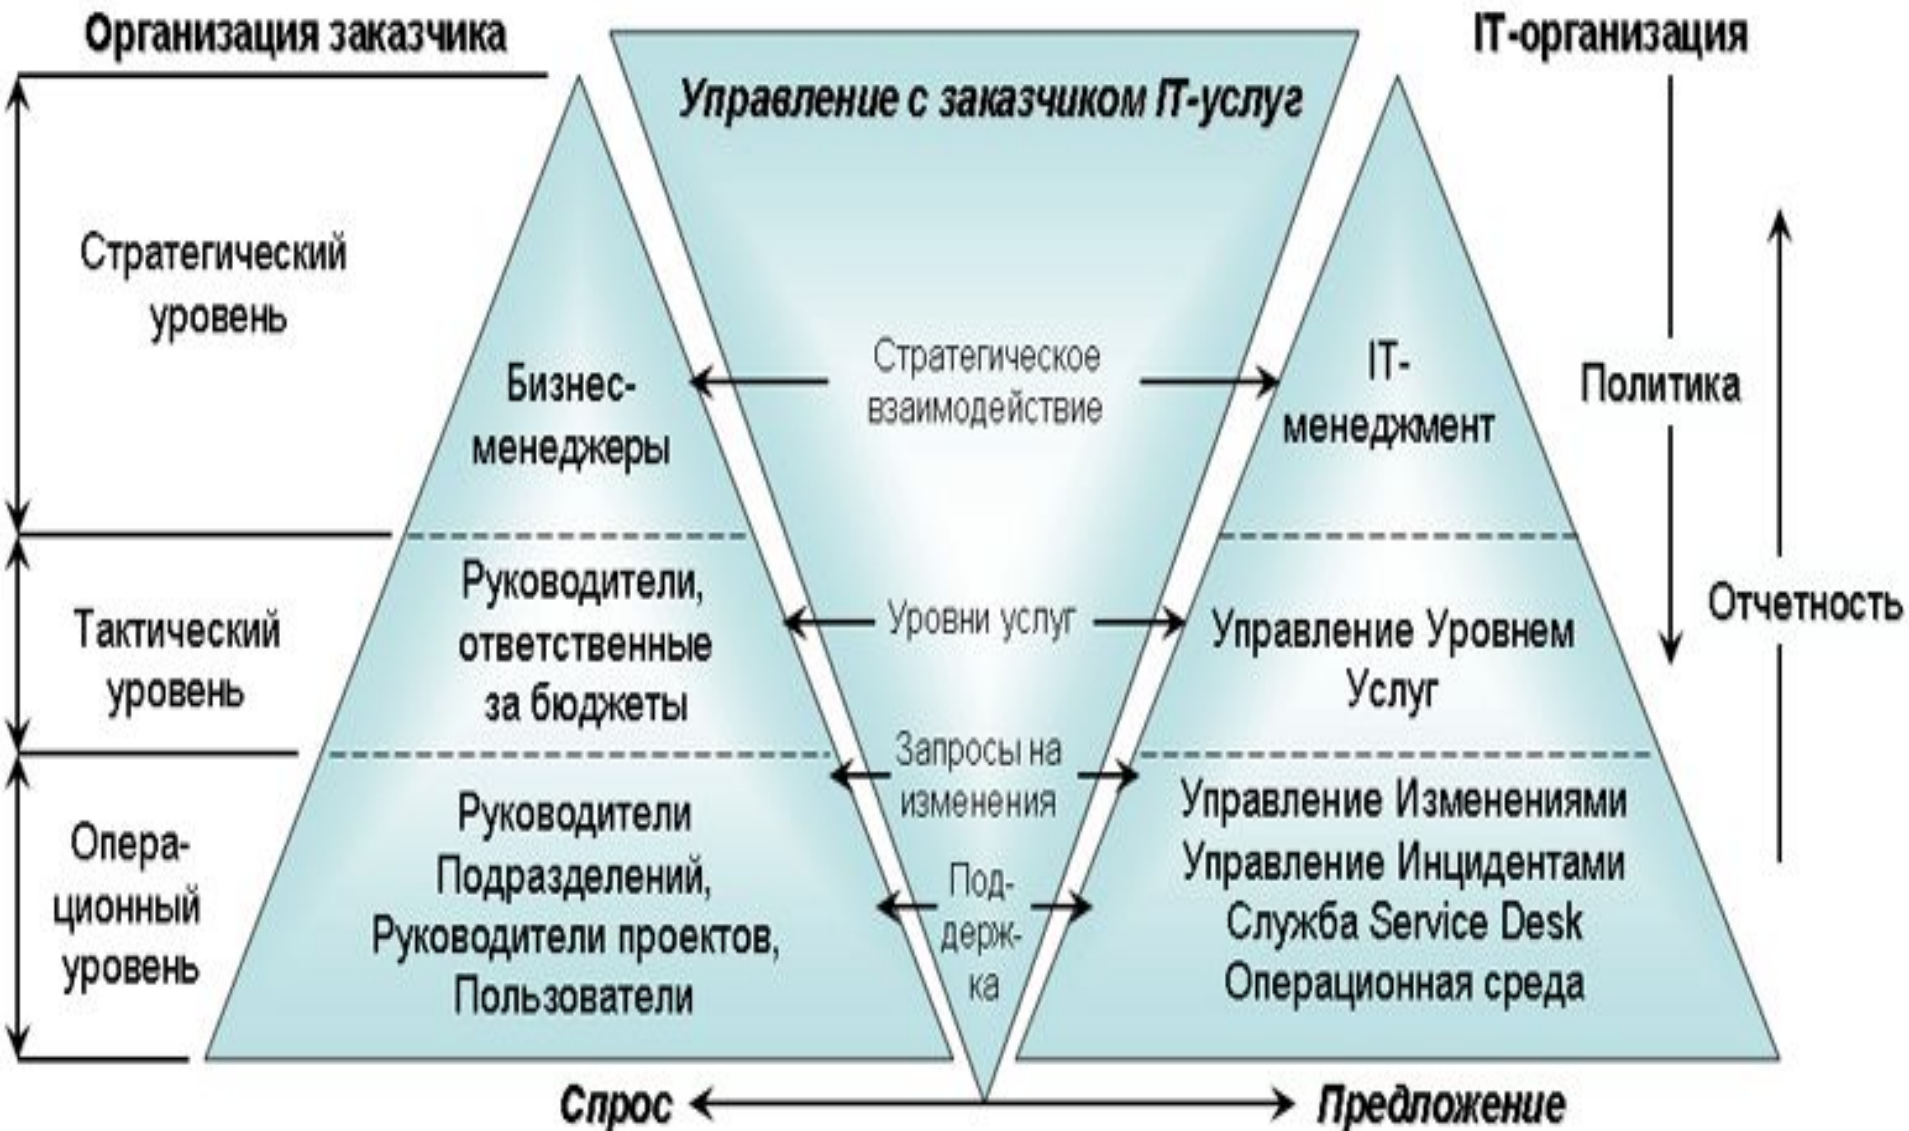 Организация заказчика
IT-организация
Управление с заказчиком IT-услуг
Стратегический
уровень
Бизнес-
менеджеры
Стратегическое
взаимодействие
IT-
менеджмент
Политика
Тактический
уровень
Руководители,
ответственные
за бюджеты
Уровни услуг
Управление Уровнем
Услуг
Отчетность
Запросы на
изменения
Опера-
ционный
уровень
Руководители
Подразделений,
Руководители проектов,
Пользователи
Под-
держ-
ка
Управление Изменениями
Управление Инцидентами
Служба Service Desk
Операционная среда
Спрос
Предложение